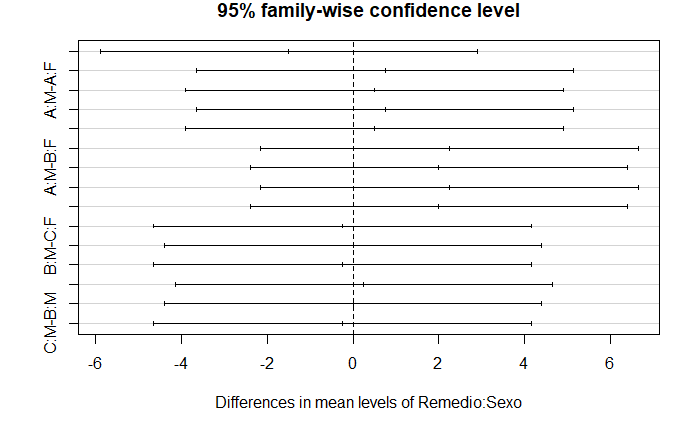 95% family-wise confidence level
A:M-A:F
A:M-B:F
B:M-C:F
C:M-B:M
-6 -4 -2 0 2 4 6
Differences in mean levels of Remedio:Sexo